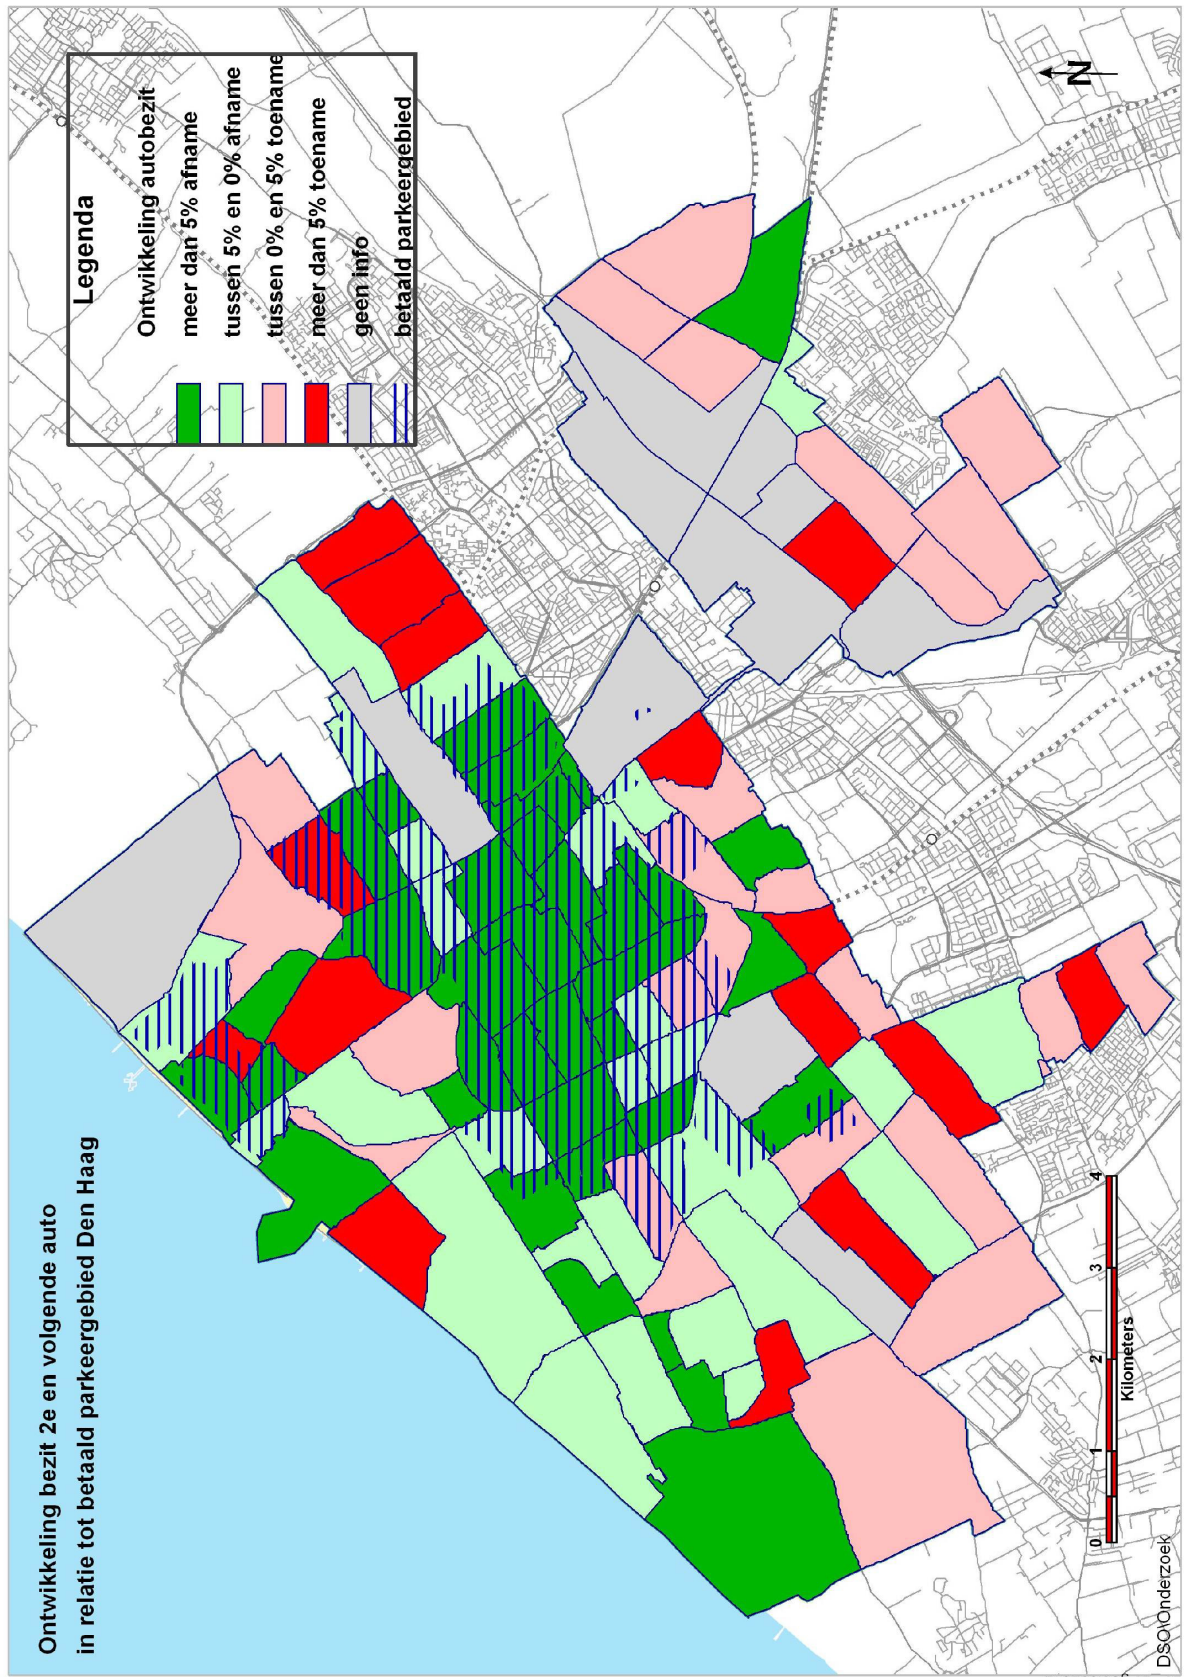 Ontwikkeling bezit 2e en volgende auto
in relatie tot betaald parkeergebied Den Haag
Legenda
Ontwikkeling autobezit
meer dan 5% afname
tussen 5% en 0% afname
tussen 0% en 5% toename
meer dan 5% toename
geen info
betaald parkeergebied
N
0 1 2 3 4
Kilometers
DSO\Onderzoek